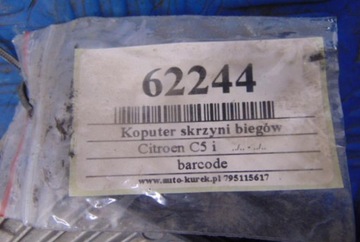 62244
Koputer skrzyni biegów
Citroen C5 i ../.. - ../..
barcode
www.auto-kurek.pl 795115617